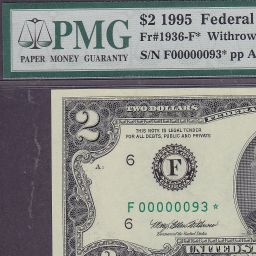 PMG
PAPER MONEY GUARANTY
$2 1995 Federal
Fr#1936-F* Withrow
S/N F00000093* pp A
2
TWO DOLLARS
THIS NOTE IS LEGAL TENDER
FOR ALL DEBTS, PUBLIC AND PRIVATE
6
F
F 00000093 *
6
2